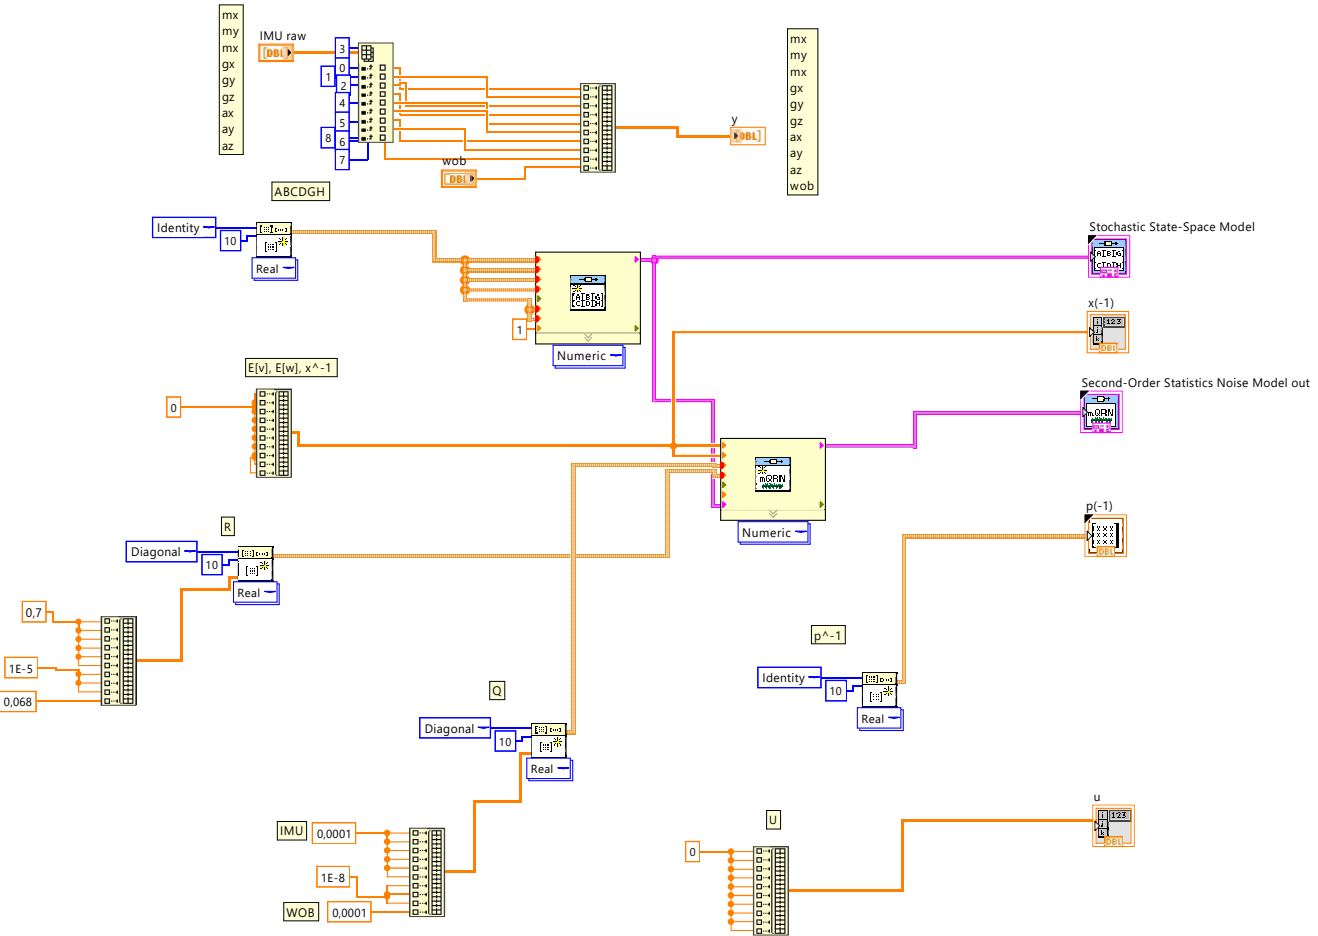 mx
my
mx
gx
gy
gz
ax
ay
az
IMU raw
DBL
3
0
1
2
4
5
8
6
7
wob
DBL
y
DBL
mx
my
mx
gx
gy
gz
ax
ay
az
wob
ABCDGH
Identity
10
Real
1
A B G
C D H
Numeric
Stochastic State-Space Model
A B G
C D H
x(-1)
i
j
k
123
DBL
E[v], E[w], x^-1
0
Second-Order Statistics Noise Model out
mQRN
mQRN
Numeric
R
Diagonal
10
Real
0,7
1E-5
0,068
p(-1)
DBL
p^-1
Identity
10
Real
Q
Diagonal
10
Real
IMU
0,0001
1E-8
WOB
0,0001
U
0
u
i
j
k
123
DBL